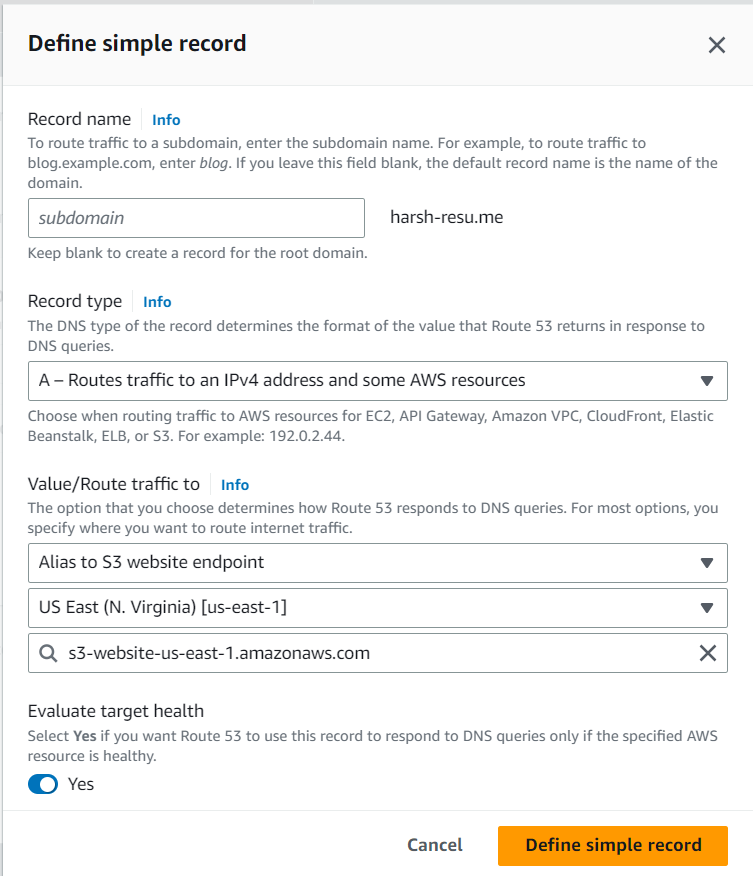 Define simple record
Record name Info
To route traffic to a subdomain, enter the subdomain name. For example, to route traffic to
blog.example.com, enter blog. If you leave this field blank, the default record name is the name of the
domain.
subdomain harsh-resu.me
Keep blank to create a record for the root domain.
Record type Info
The DNS type of the record determines the format of the value that Route 53 returns in response to
DNS queries.
A – Routes traffic to an IPv4 address and some AWS resources
Choose when routing traffic to AWS resources for EC2, API Gateway, Amazon VPC, CloudFront, Elastic
Beanstalk, ELB, or S3. For example: 192.0.2.44.
Value/Route traffic to Info
The option that you choose determines how Route 53 responds to DNS queries. For most options, you
specify where you want to route internet traffic.
Alias to S3 website endpoint
US East (N. Virginia) [us-east-1]
s3-website-us-east-1.amazonaws.com
Evaluate target health
Select Yes if you want Route 53 to use this record to respond to DNS queries only if the specified AWS
resource is healthy.
Yes
Cancel Define simple record